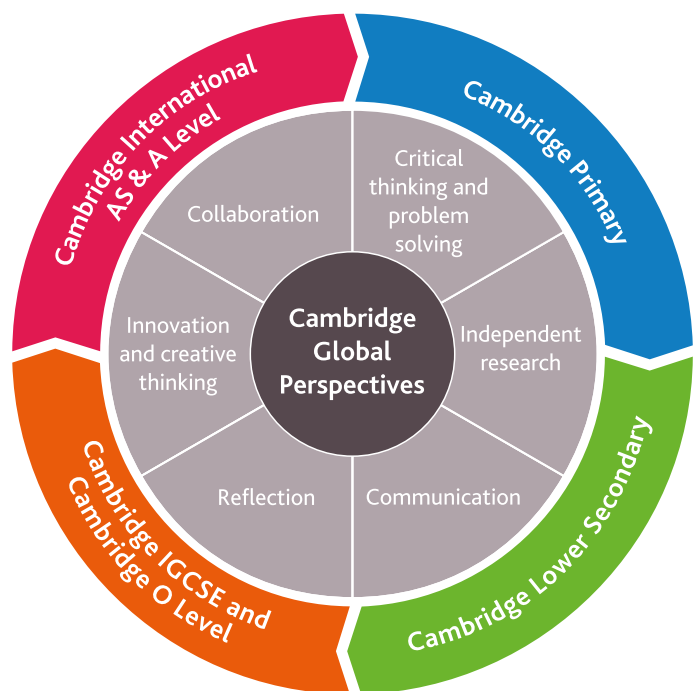 Cambridge International
AS & A Level
Cambridge Primary
Critical
thinking and
problem
solving
Collaboration
Innovation
and creative
thinking
Cambridge
Global
Perspectives
Independent
research
Reflection
Communication
Cambridge IGCSE and
Cambridge O Level
Cambridge Lower Secondary